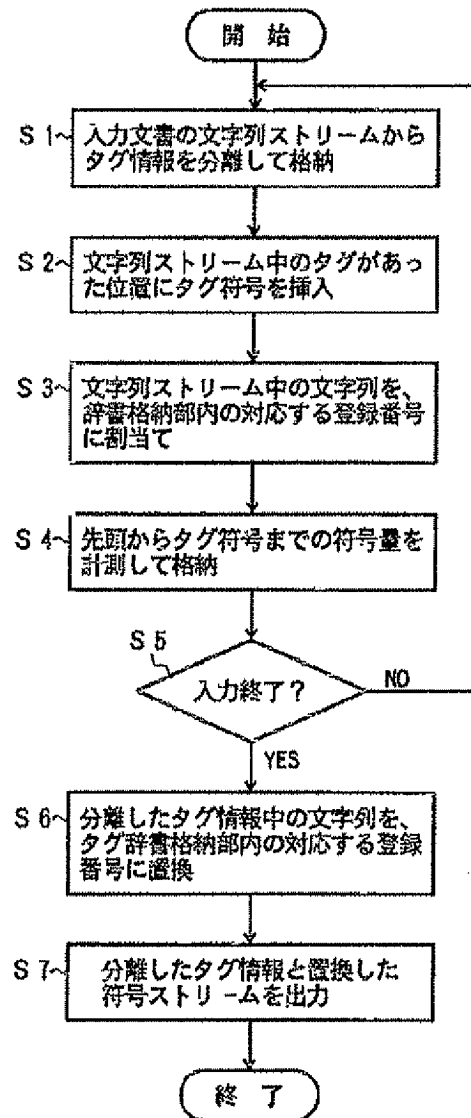 開 始
S 1 入力文書の文字列ストリームから
タグ情報を分離して格納
S 2 文字列ストリーム中のタグがあっ
た位置にタグ符号を挿入
S 3 文字列ストリーム中の文字列を、
辞書格納部内の対応する登録番号
に割当て
S 4 先頭からタグ符号までの符号量を
計測して格納
S 5
入力終了？
NO
YES
S 6 分離したタグ情報中の文字列を、
タグ辞書格納部内の対応する登録
番号に置換
S 7 分離したタグ情報と置換した
符号ストリームを出力
終 了